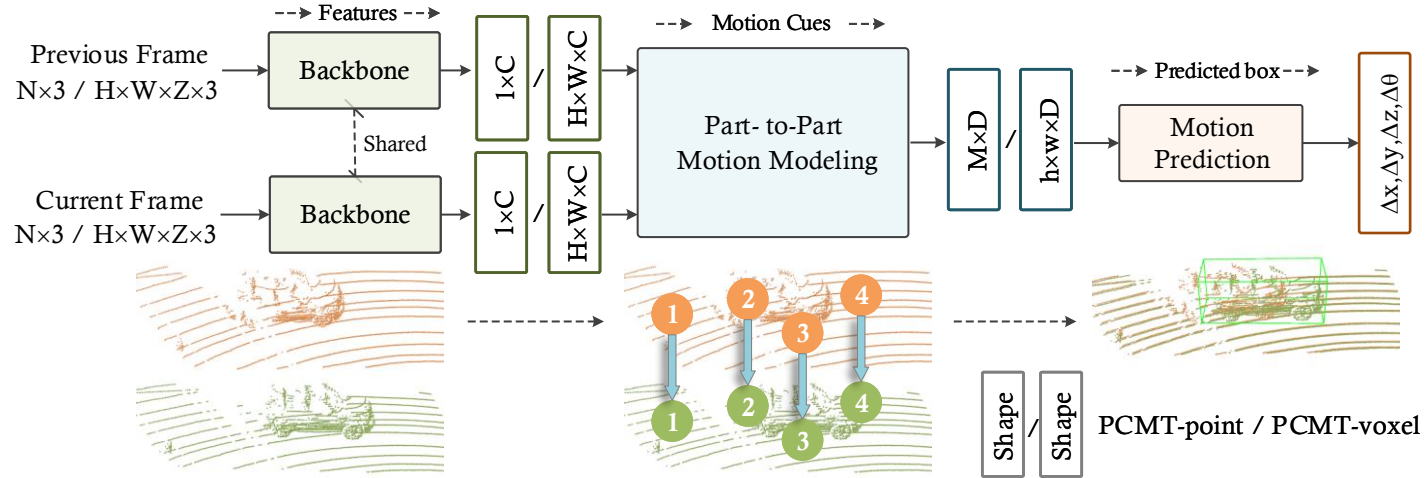 Features
Motion Cues
Previous Frame
N×3 / H×W×Z×3
Backbone
1×C / H×W×C
Shared
Part- to-Part
Motion Modeling
M×D / h×w×D
Predicted box
Motion
Prediction
Δx,Δy,Δz,Δθ
Current Frame
N×3 / H×W×Z×3
Backbone
1×C / H×W×C
1
2
3
4
1
2
3
4
Shape / Shape
PCMT-point / PCMT-voxel